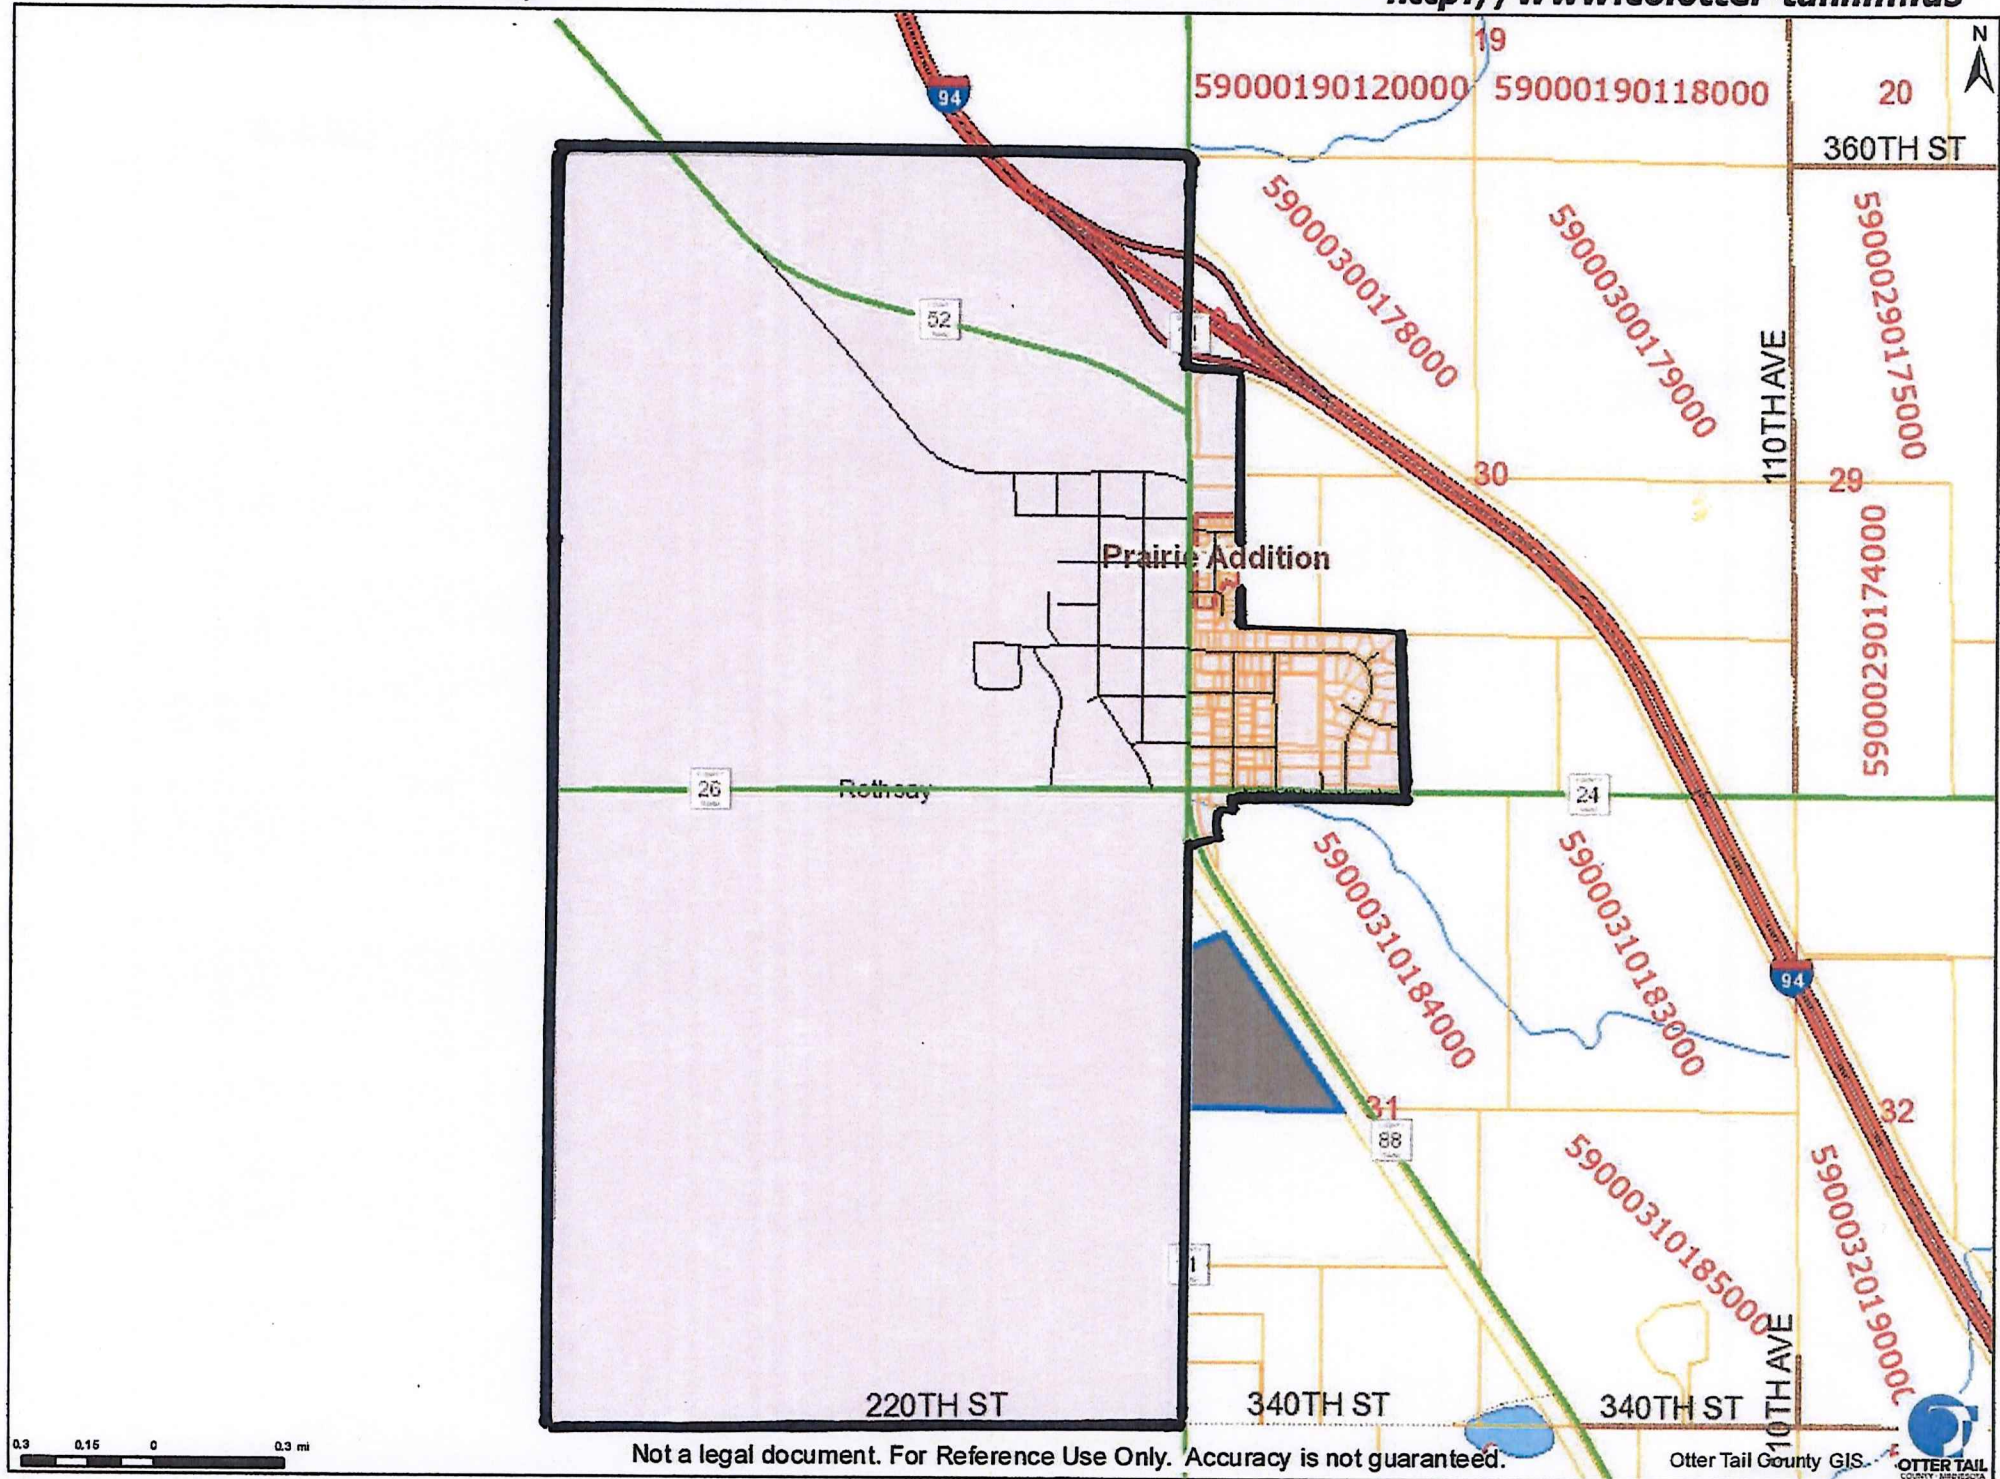 19
59000190120000
59000190118000
20
N
94
360TH ST
59000300178000
59000300179000
59000290175000
52
110TH AVE
30
29
Prairie Addition
59000290174000
26
Rothsay
24
59000310184000
59000310183000
94
31
32
88
59000310185000
220TH ST
340TH ST
340TH ST
110TH AVE
0.3 0.15 0 0.3 mi
Not a legal document. For Reference Use Only. Accuracy is not guaranteed.
Otter Tail County GIS
OTTER TAIL
COUNTY - MINNESOTA